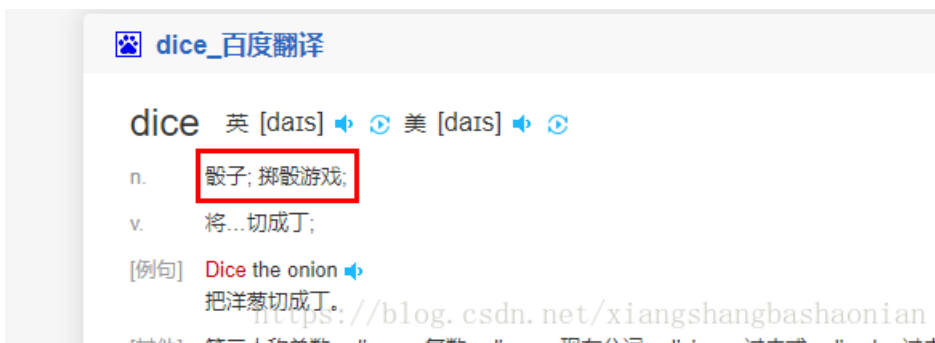 dice_百度翻译
dice 英 [daɪs] 美 [daɪs]
n. 骰子; 掷骰游戏;
v. 将...切成丁;
[例句] Dice the onion
把洋葱切成丁。
https://blog.csdn.net/xiangshangbashaonian